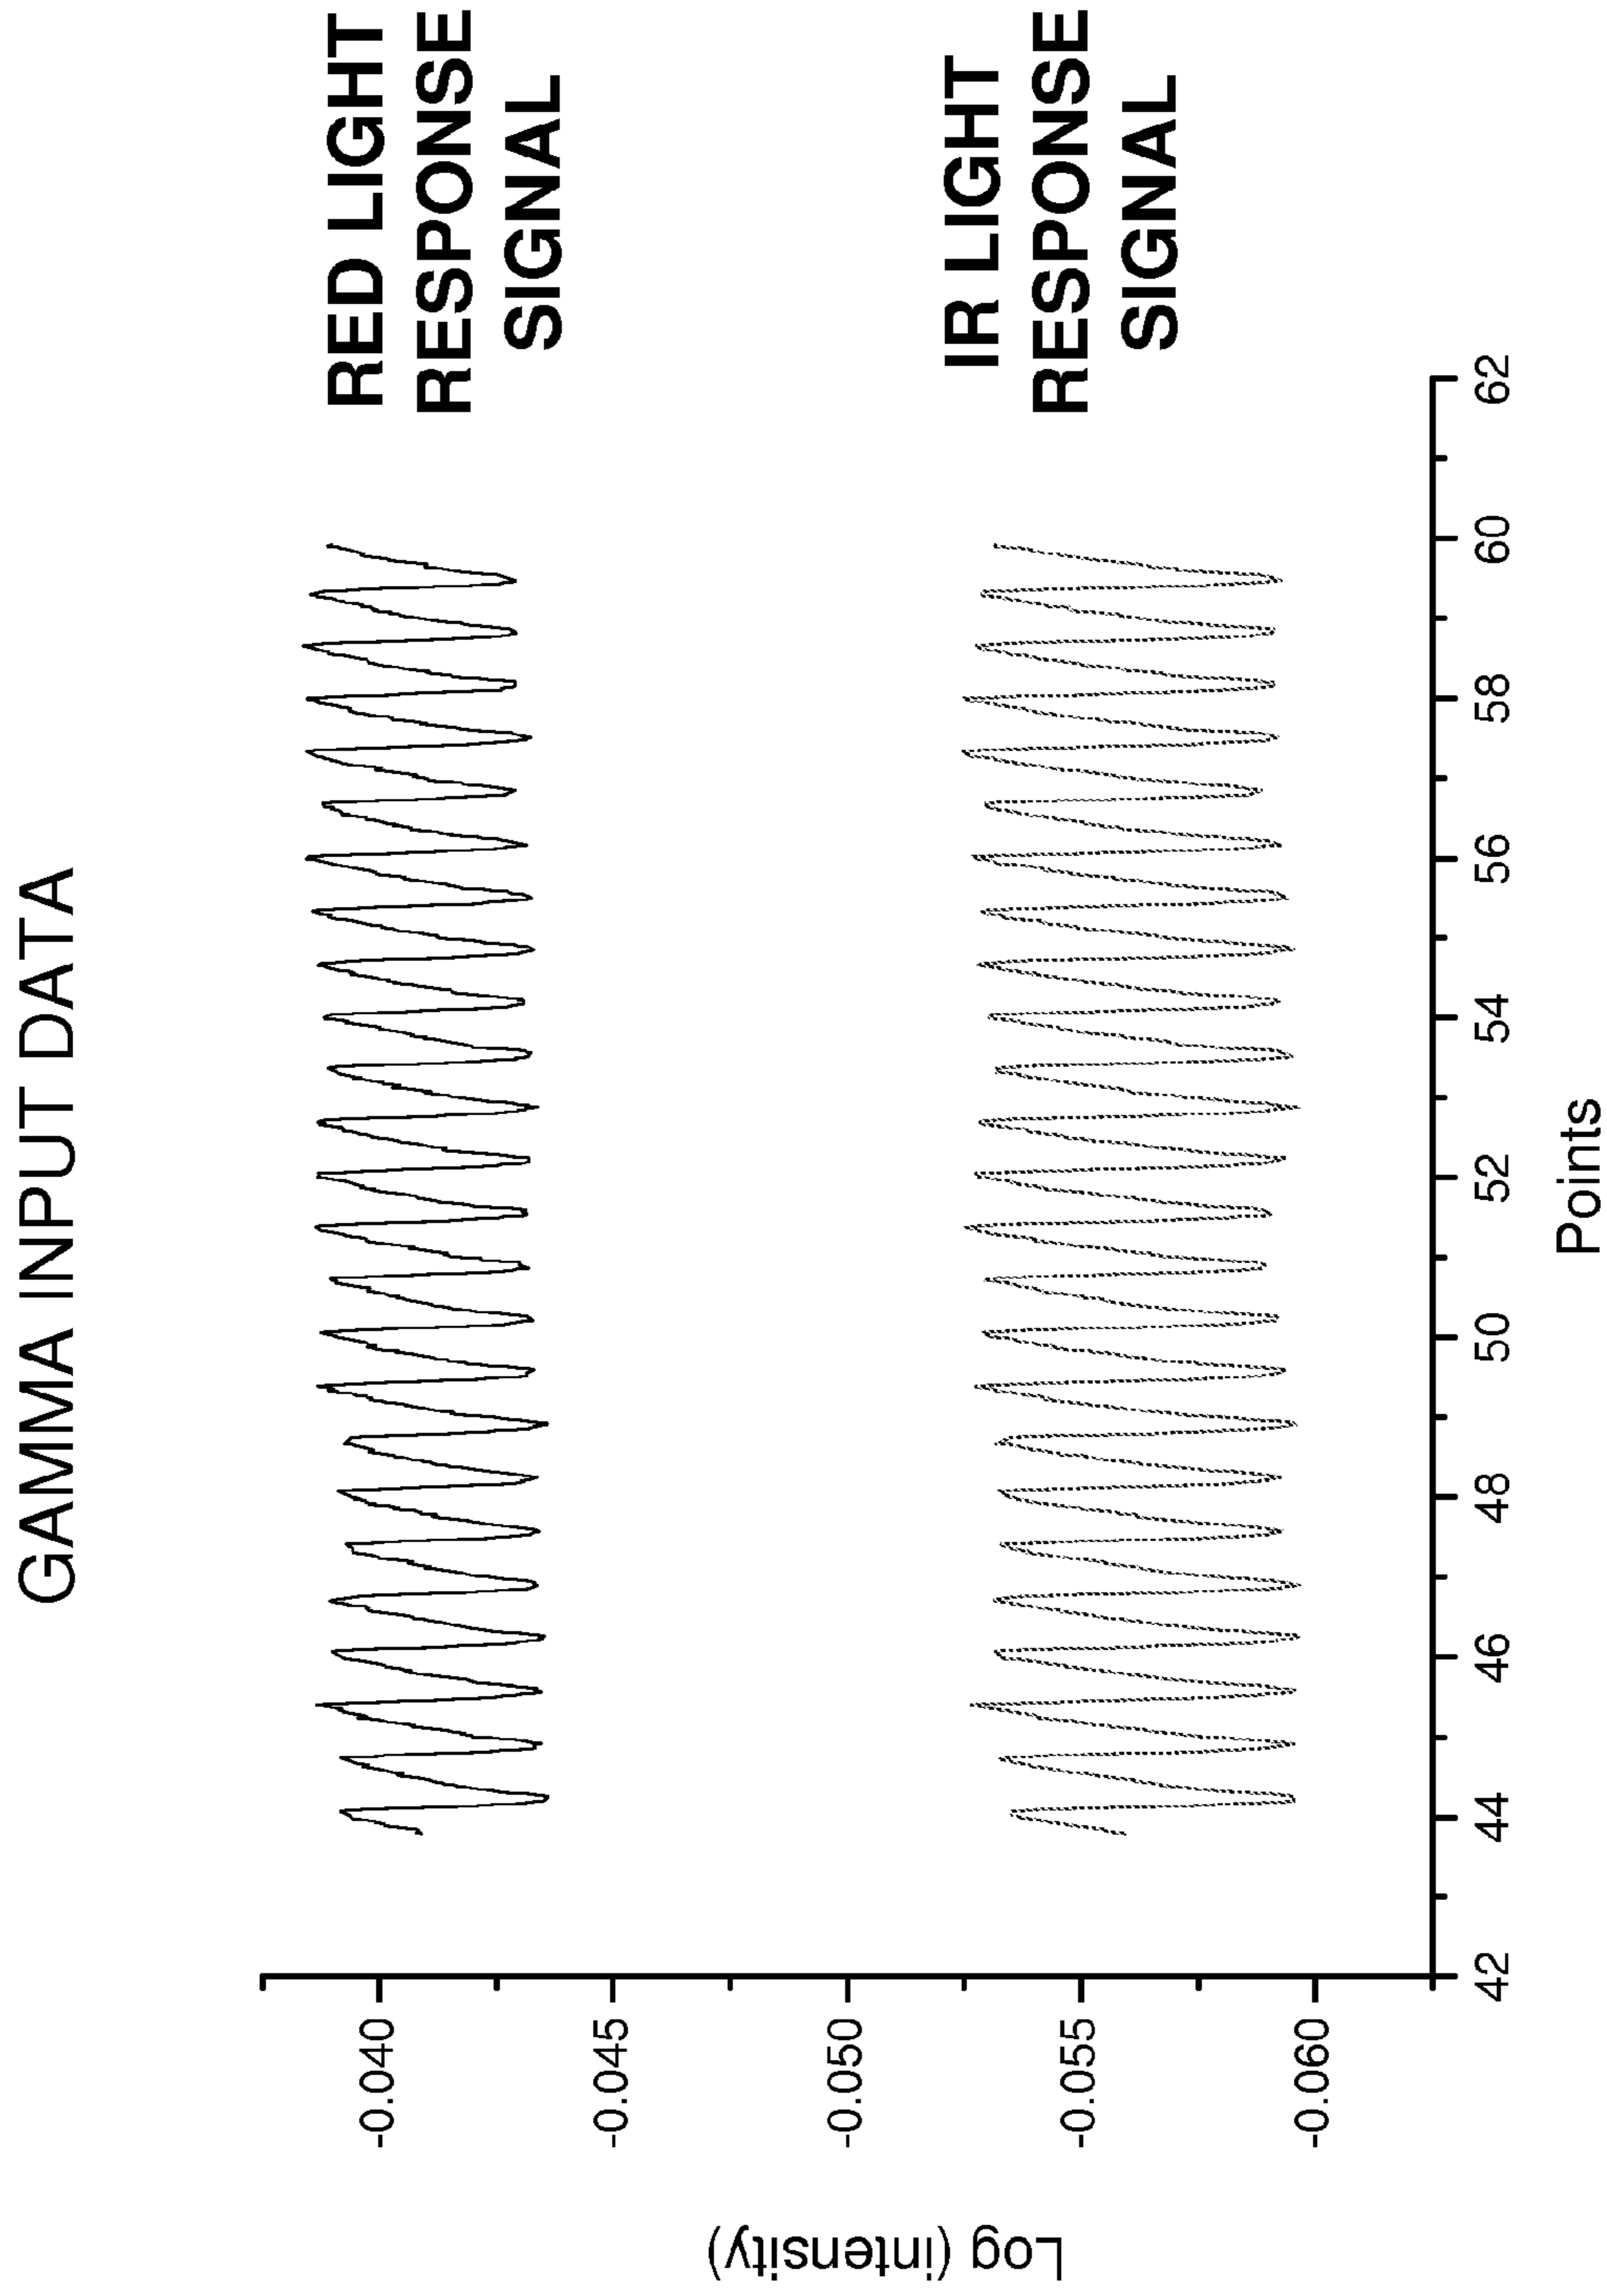 GAMMA INPUT DATA
RED LIGHT
RESPONSE
SIGNAL
IR LIGHT
RESPONSE
SIGNAL
Log (intensity)
-0.040
-0.045
-0.050
-0.055
-0.060
42 44 46 48 50 52 54 56 58 60 62
Points